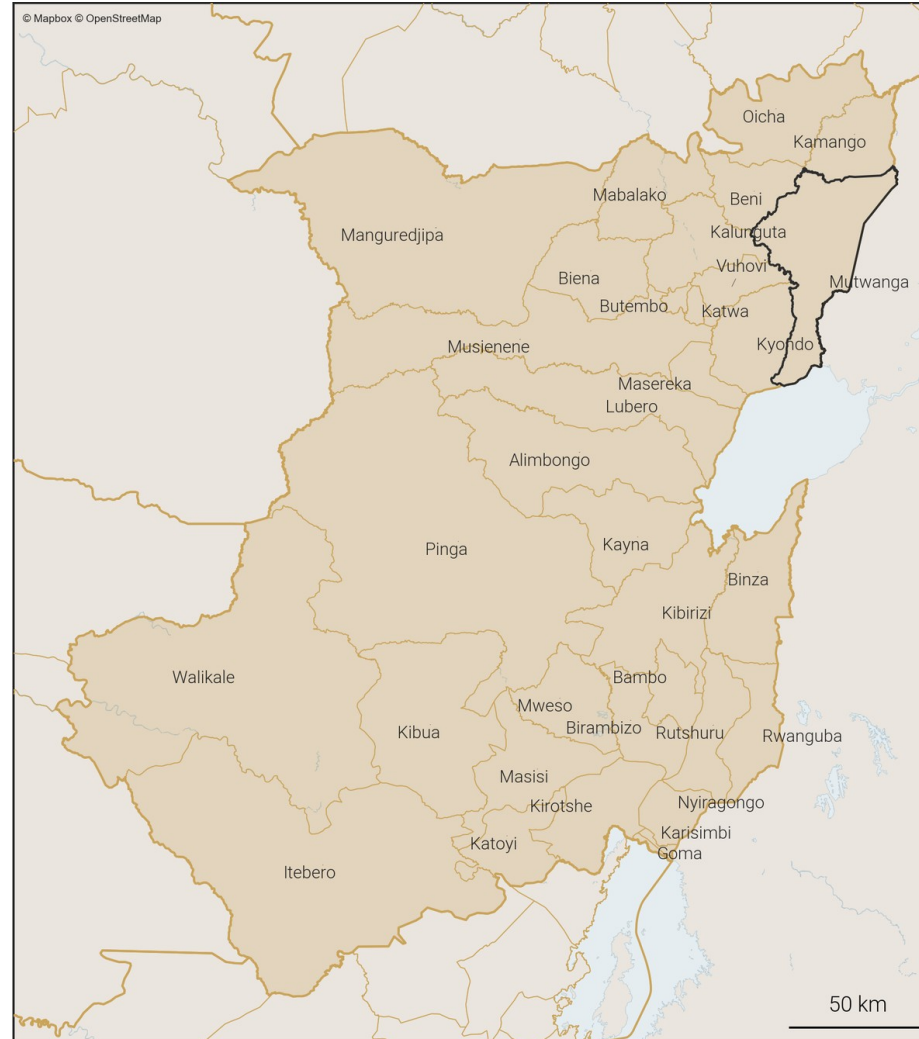 © Mapbox © OpenStreetMap
Oicha
Kamango
Mabalako
Beni
Manguredjipa
Kalunguta
Vuhovi
Biena
Mutwanga
Butembo
Katwa
Musienene
Kyondo
Masereka
Lubero
Alimbongo
Pinga
Kayna
Binza
Kibirizi
Walikale
Bambo
Mweso
Birambizo
Kibua
Rutshuru
Rwanguba
Masisi
Kirotshe
Nyiragongo
Karisimbi
Katoyi
Goma
Itebero
50 km